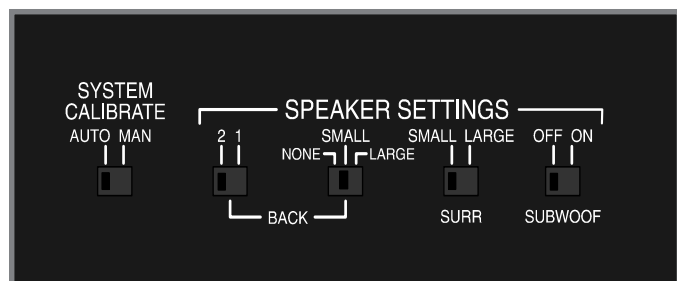 SYSTEM
CALIBRATE
AUTO MAN
SPEAKER SETTINGS
2 1
SMALL
NONE LARGE
BACK
SMALL LARGE
SURR
OFF ON
SUBWOOF